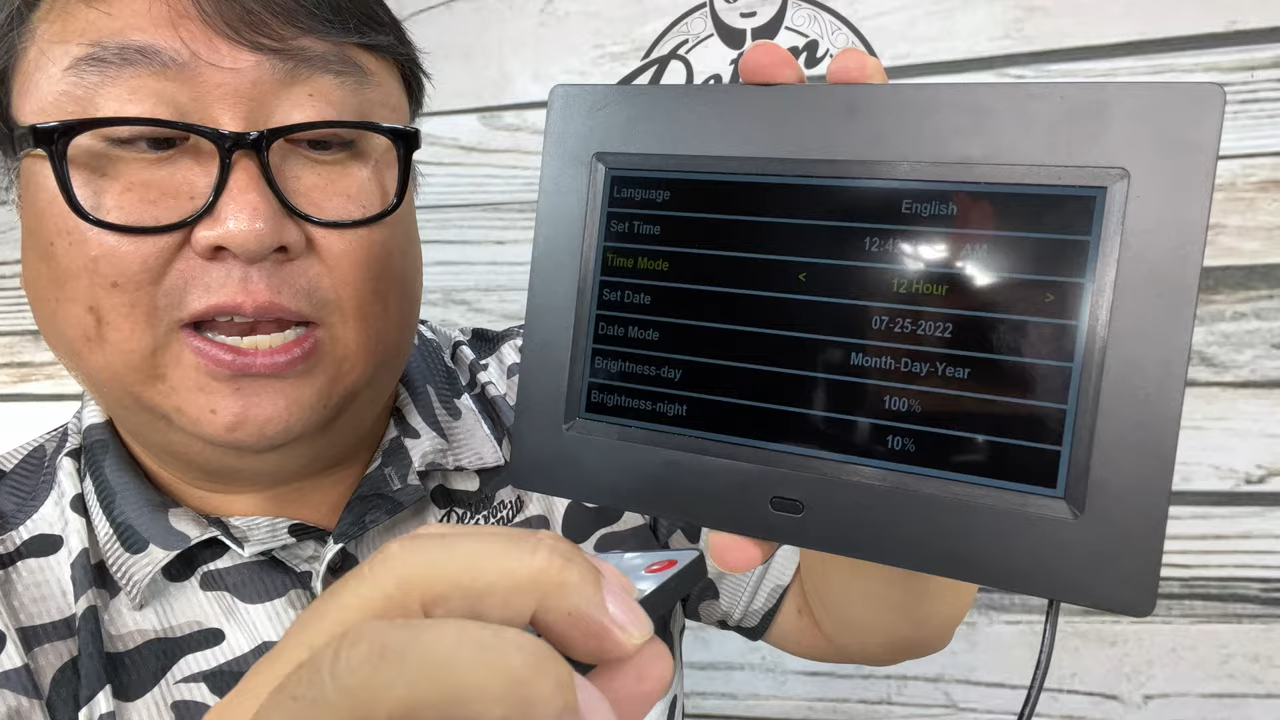 Language English
Set Time AM
Time Mode < 12 Hour >
Set Date 07-25-2022
Date Mode Month-Day-Year
Brightness-day 100%
Brightness-night 10%